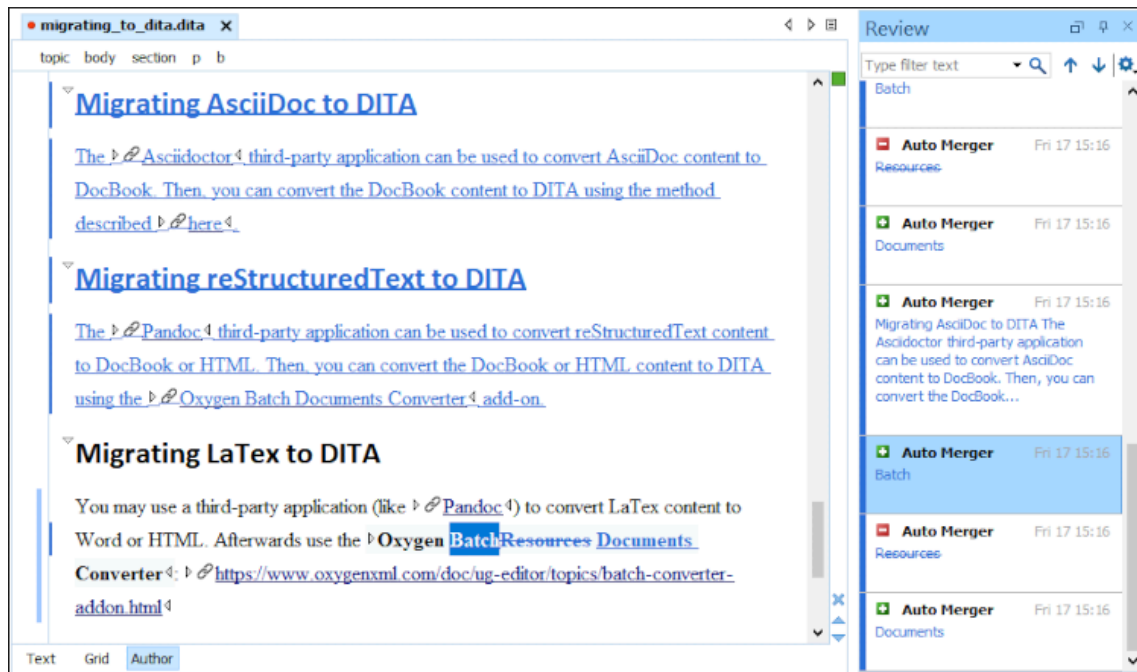 migrating_to_dita.dita
topic body section p b
Migrating AsciiDoc to DITA
The Asciidoctor third-party application can be used to convert AsciiDoc content to
DocBook. Then, you can convert the DocBook content to DITA using the method
described here .
Migrating reStructuredText to DITA
The Pandoc third-party application can be used to convert reStructuredText content
to DocBook or HTML. Then, you can convert the DocBook or HTML content to DITA
using the Oxygen Batch Documents Converter add-on.
Migrating LaTex to DITA
You may use a third-party application (like Pandoc) to convert LaTex content to
Word or HTML. Afterwards use the Oxygen BatchResources Documents
Converter: https://www.oxygenxml.com/doc/ug-editor/topics/batch-converter-
addon.html
Text Grid Author
Review
Type filter text
Batch
Auto Merger Fri 17 15:16
Resources
Auto Merger Fri 17 15:16
Documents
Auto Merger Fri 17 15:16
Migrating AsciiDoc to DITA The
Asciidoctor third-party application
can be used to convert AsciiDoc
content to DocBook. Then, you can
convert the DocBook...
Auto Merger Fri 17 15:16
Batch
Auto Merger Fri 17 15:16
Resources
Auto Merger Fri 17 15:16
Documents